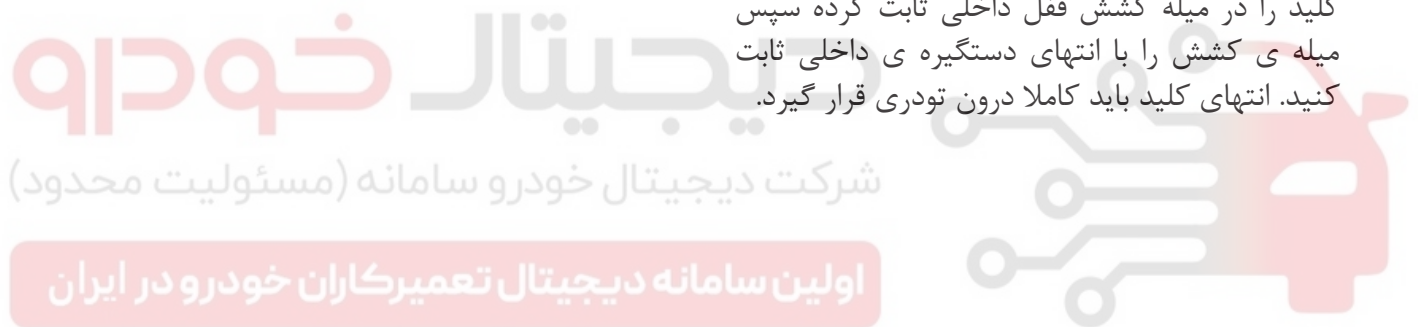 کلید را در میله کشش قفل داخلی ثابت کرده سپس
میله ی کشش را با انتهای دستگیره ی داخلی ثابت
کنید. انتهای کلید باید کاملا درون تودری قرار گیرد.
دیجیتال خودرو
شرکت دیجیتال خودرو سامانه (مسئولیت محدود)
اولین سامانه دیجیتال تعمیرکاران خودرو در ایران